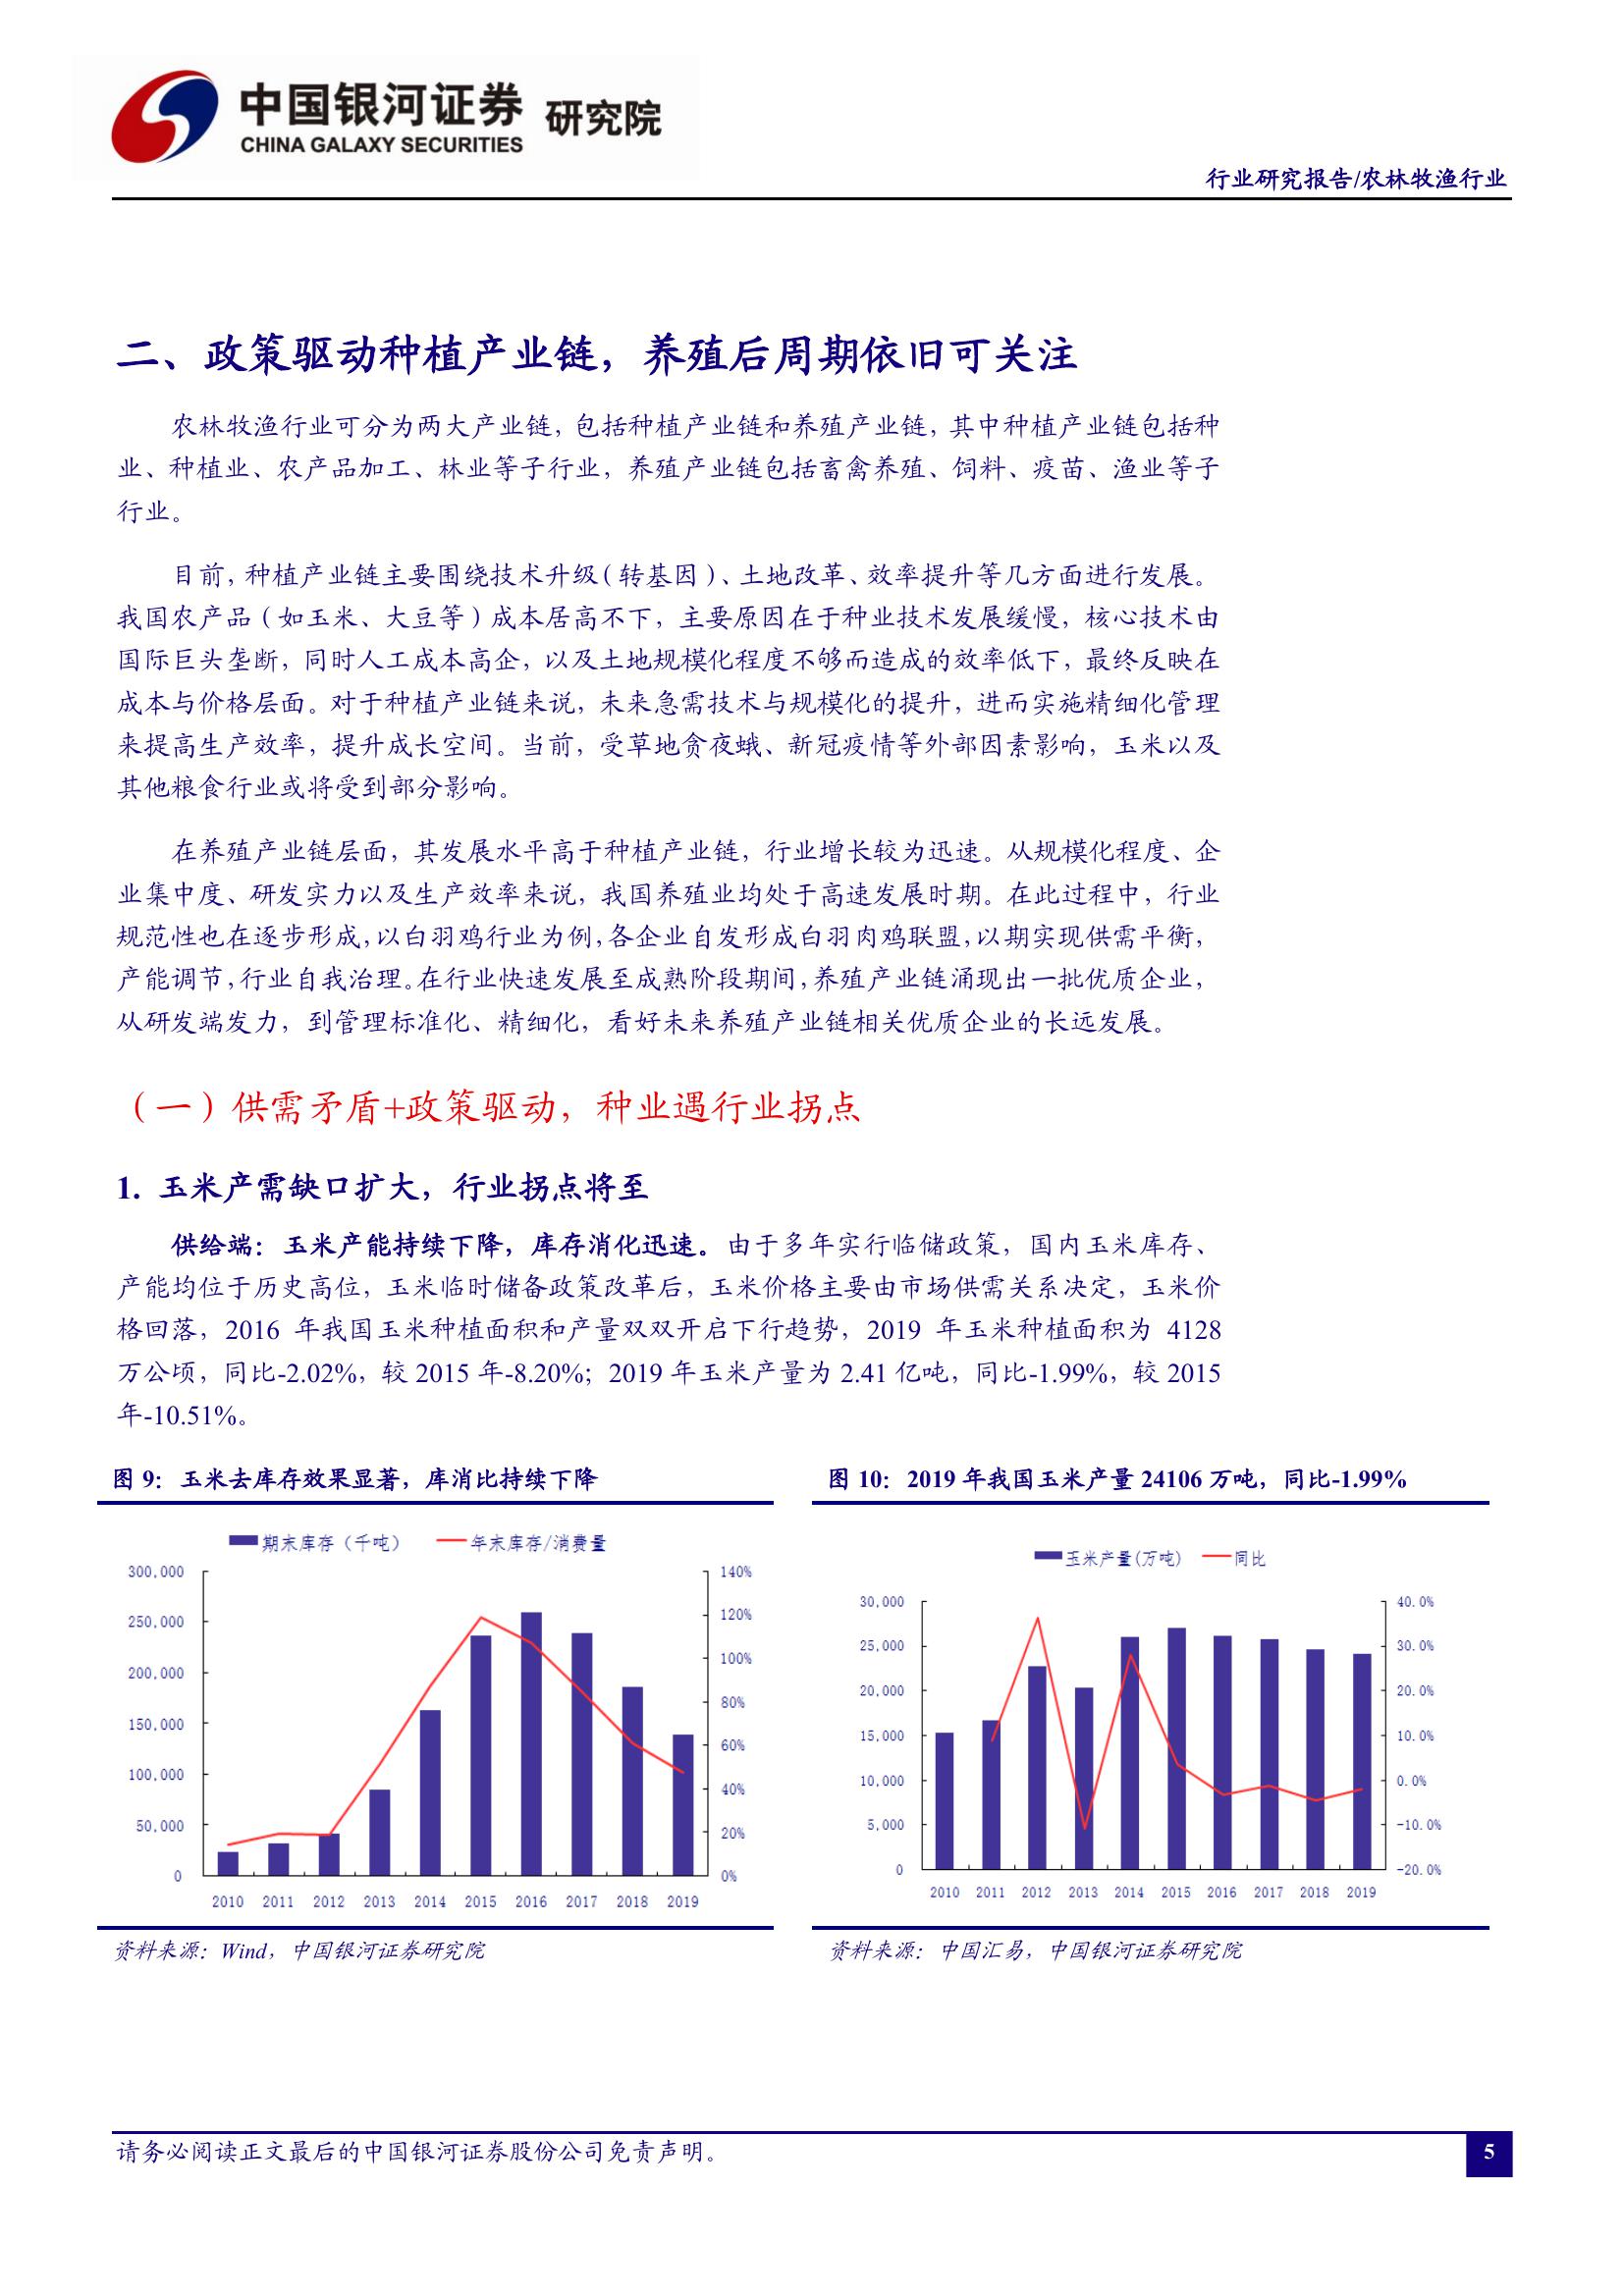 中国银河证券 研究院
CHINA GALAXY SECURITIES
行业研究报告/农林牧渔行业
二、政策驱动种植产业链，养殖后周期依旧可关注
农林牧渔行业可分为两大产业链，包括种植产业链和养殖产业链，其中种植产业链包括种
业、种植业、农产品加工、林业等子行业，养殖产业链包括畜禽养殖、饲料、疫苗、渔业等子
行业。
目前，种植产业链主要围绕技术升级（转基因）、土地改革、效率提升等几方面进行发展。
我国农产品（如玉米、大豆等）成本居高不下，主要原因在于种业技术发展缓慢，核心技术由
国际巨头垄断，同时人工成本高企，以及土地规模化程度不够而造成的效率低下，最终反映在
成本与价格层面。对于种植产业链来说，未来急需技术与规模化的提升，进而实施精细化管理
来提高生产效率，提升成长空间。当前，受草地贪夜蛾、新冠疫情等外部因素影响，玉米以及
其他粮食行业或将受到部分影响。
在养殖产业链层面，其发展水平高于种植产业链，行业增长较为迅速。从规模化程度、企
业集中度、研发实力以及生产效率来说，我国养殖业均处于高速发展时期。在此过程中，行业
规范性也在逐步形成，以白羽鸡行业为例，各企业自发形成白羽肉鸡联盟，以期实现供需平衡，
产能调节，行业自我治理。在行业快速发展至成熟阶段期间，养殖产业链涌现出一批优质企业，
从研发端发力，到管理标准化、精细化，看好未来养殖产业链相关优质企业的长远发展。
（一）供需矛盾+政策驱动，种业遇行业拐点
1. 玉米产需缺口扩大，行业拐点将至
供给端：玉米产能持续下降，库存消化迅速。由于多年实行临储政策，国内玉米库存、
产能均位于历史高位，玉米临时储备政策改革后，玉米价格主要由市场供需关系决定，玉米价
格回落，2016 年我国玉米种植面积和产量双双开启下行趋势，2019 年玉米种植面积为 4128
万公顷，同比-2.02%，较 2015 年-8.20%；2019 年玉米产量为 2.41 亿吨，同比-1.99%，较 2015
年-10.51%。
图 9：玉米去库存效果显著，库消比持续下降
期末库存（千吨） 年末库存/消费量
300,000 140%
250,000 120%
200,000 100%
150,000 80%
100,000 60%
50,000 40%
0 20%
0%
2010 2011 2012 2013 2014 2015 2016 2017 2018 2019
资料来源：Wind，中国银河证券研究院
图 10：2019 年我国玉米产量 24106 万吨，同比-1.99%
玉米产量(万吨) 同比
30,000 40.0%
25,000 30.0%
20,000 20.0%
15,000 10.0%
10,000 0.0%
5,000 -10.0%
0 -20.0%
2010 2011 2012 2013 2014 2015 2016 2017 2018 2019
资料来源：中国汇易，中国银河证券研究院
请务必阅读正文最后的中国银河证券股份公司免责声明。
5